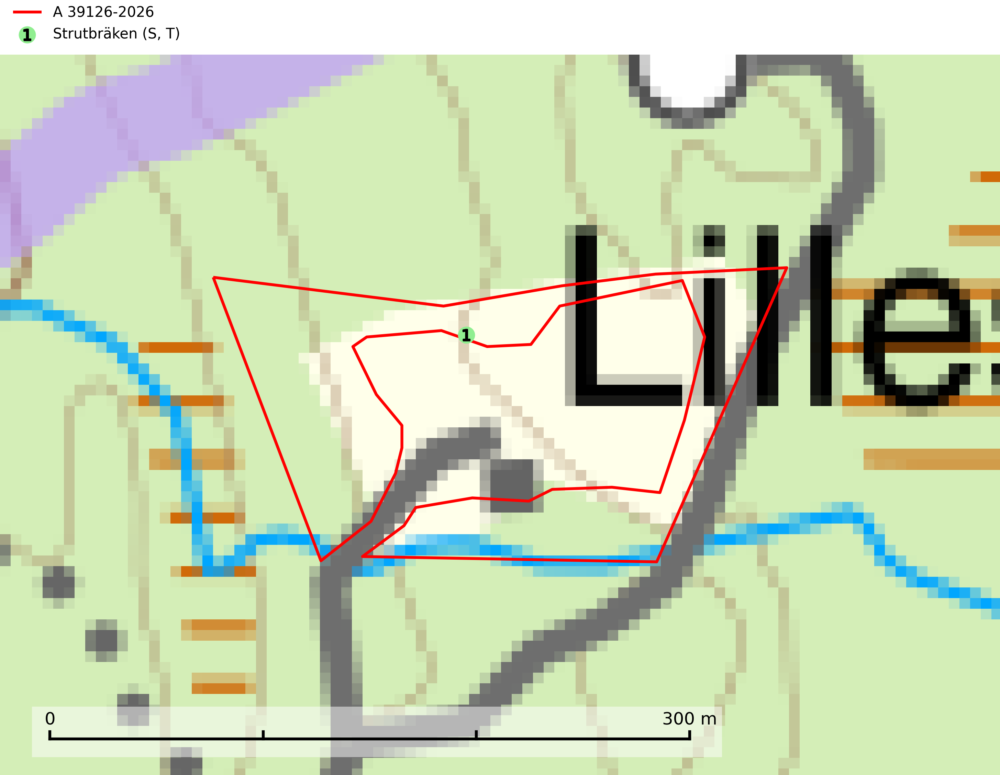 A 39126-2026
1 Strutbräken (S, T)
Lille
1
0 300 m